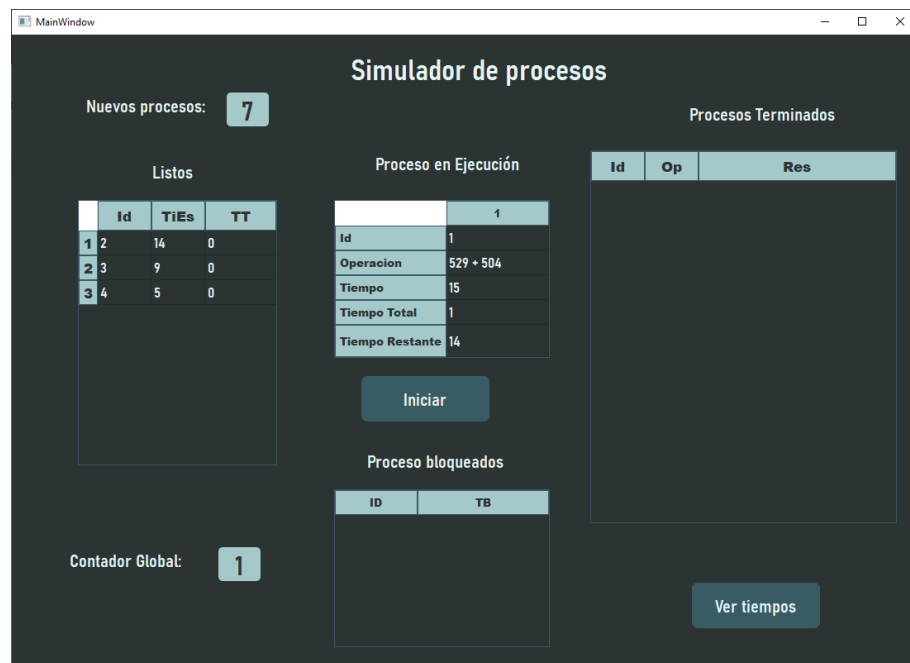 MainWindow
Simulador de procesos
Nuevos procesos: 7
Procesos Terminados
Listos
Id TiEs TT
1 2 14 0
2 3 9 0
3 4 5 0
Proceso en Ejecución
1
Id 1
Operacion 529 + 504
Tiempo 15
Tiempo Total 1
Tiempo Restante 14
Iniciar
Id Op Res
Proceso bloqueados
ID TB
Contador Global: 1
Ver tiempos